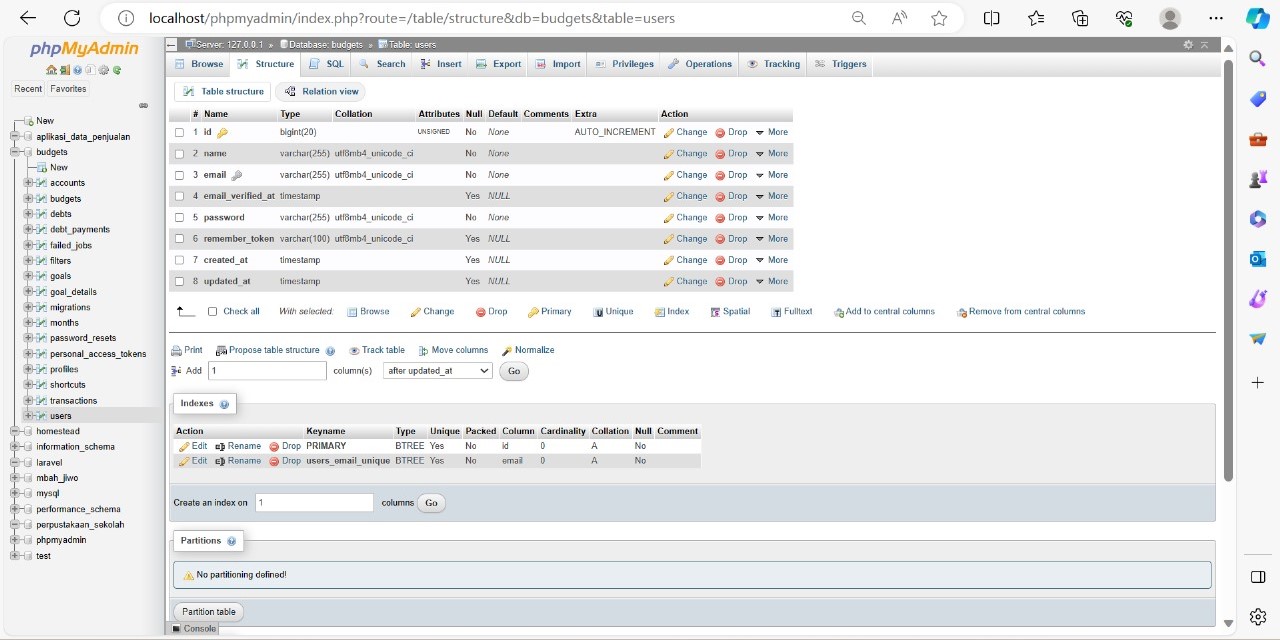 localhost/phpmyadmin/index.php?route=/table/structure&db=budgets&table=users
phpMyAdmin
Recent Favorites
New
aplikasi_data_penjualan
budgets
New
accounts
budgets
debts
debt_payments
failed_jobs
filters
goals
goal_details
migrations
months
password_resets
personal_access_tokens
profiles
shortcuts
transactions
users
homestead
information_schema
laravel
mbah_jiwo
mysql
performance_schema
perpustakaan_sekolah
phpmyadmin
test
Server: 127.0.0.1 » Database: budgets » Table: users
Browse Structure SQL Search Insert Export Import Privileges Operations Tracking Triggers
Table structure Relation view
# Name Type Collation Attributes Null Default Comments Extra Action
1 id bigint(20) UNSIGNED No None AUTO_INCREMENT Change Drop More
2 name varchar(255) utf8mb4_unicode_ci No None Change Drop More
3 email varchar(255) utf8mb4_unicode_ci No None Change Drop More
4 email_verified_at timestamp Yes NULL Change Drop More
5 password varchar(255) utf8mb4_unicode_ci No None Change Drop More
6 remember_token varchar(100) utf8mb4_unicode_ci Yes NULL Change Drop More
7 created_at timestamp Yes NULL Change Drop More
8 updated_at timestamp Yes NULL Change Drop More
Check all With selected: Browse Change Drop Primary Unique Index Spatial Fulltext Add to central columns Remove from central columns
Print Propose table structure Track table Move columns Normalize
Add 1 column(s) after updated_at Go
Indexes
Action Keyname Type Unique Packed Column Cardinality Collation Null Comment
Edit Rename Drop PRIMARY BTREE Yes No id 0 A No
Edit Rename Drop users_email_unique BTREE Yes No email 0 A No
Create an index on 1 columns Go
Partitions
No partitioning defined!
Partition table
Console